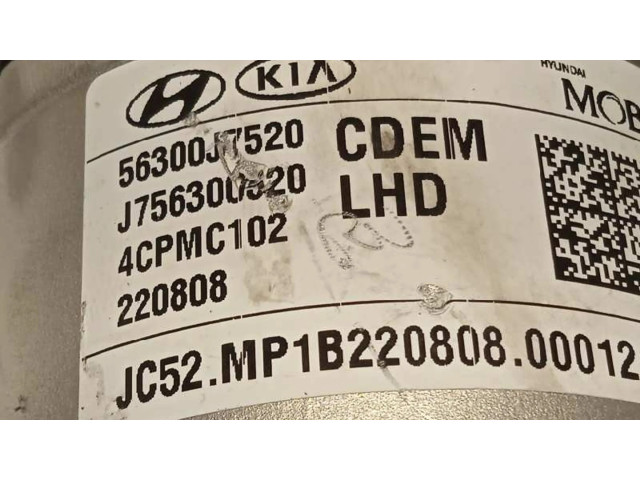 KIA
HYUNDAI
MOB
56300J7520
CDEM
J756300520
LHD
4CPMC102
220808
JC52.MP1B220808.00012